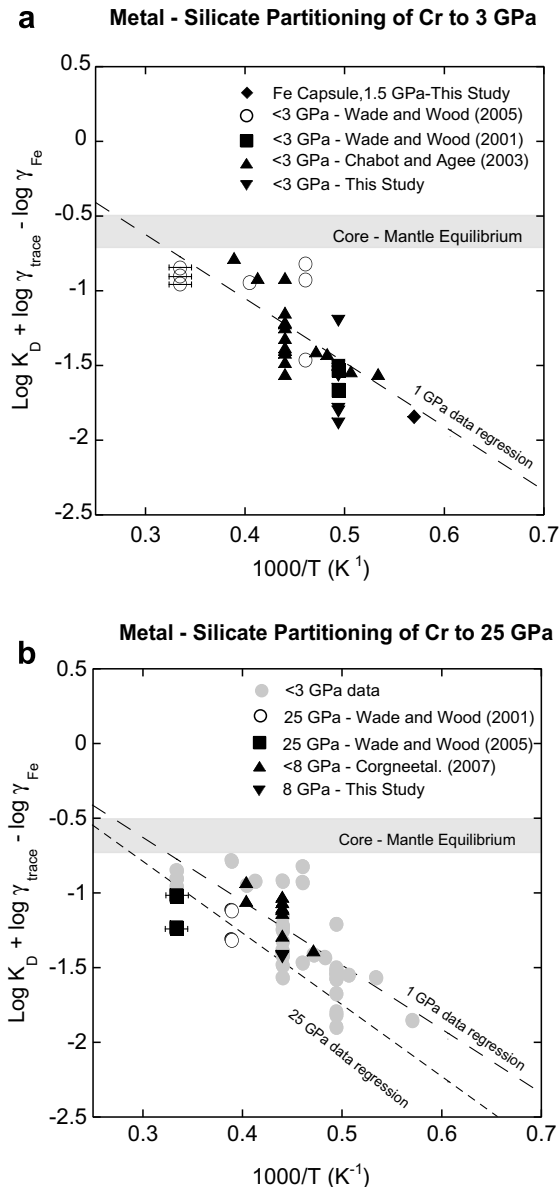 a
Metal - Silicate Partitioning of Cr to 3 GPa
0.5
0
-0.5
-1
-1.5
-2
-2.5
Log K_D + log γ_trace - log γ_Fe
Fe Capsule,1.5 GPa-This Study
<3 GPa - Wade and Wood (2005)
<3 GPa - Wade and Wood (2001)
<3 GPa - Chabot and Agee (2003)
<3 GPa - This Study
Core - Mantle Equilibrium
1 GPa data regression
0.3 0.4 0.5 0.6 0.7
1000/T (K^1)
b
Metal - Silicate Partitioning of Cr to 25 GPa
0.5
0
-0.5
-1
-1.5
-2
-2.5
Log K_D + log γ_trace - log γ_Fe
<3 GPa data
25 GPa - Wade and Wood (2001)
25 GPa - Wade and Wood (2005)
<8 GPa - Corgneetal. (2007)
8 GPa - This Study
Core - Mantle Equilibrium
1 GPa data regression
25 GPa data regression
0.3 0.4 0.5 0.6 0.7
1000/T (K^-1)